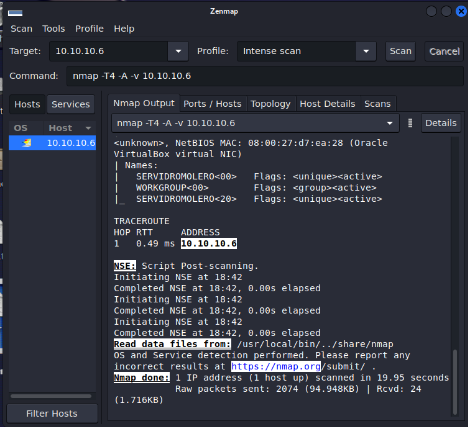 Zenmap
Scan Tools Profile Help
Target: 10.10.10.6 Profile: Intense scan Scan Cancel
Command: nmap -T4 -A -v 10.10.10.6
Hosts Services
Nmap Output Ports / Hosts Topology Host Details Scans
OS Host
nmap -T4 -A -v 10.10.10.6 Details
10.10.10.6
<unknown>, NetBIOS MAC: 08:00:27:d7:ea:28 (Oracle
VirtualBox virtual NIC)
| Names:
|   SERVIDROMOLERO<00>   Flags: <unique><active>
|   WORKGROUP<00>        Flags: <group><active>
|_  SERVIDROMOLERO<20>   Flags: <unique><active>
TRACEROUTE
HOP RTT     ADDRESS
1   0.49 ms 10.10.10.6
NSE: Script Post-scanning.
Initiating NSE at 18:42
Completed NSE at 18:42, 0.00s elapsed
Initiating NSE at 18:42
Completed NSE at 18:42, 0.00s elapsed
Initiating NSE at 18:42
Completed NSE at 18:42, 0.00s elapsed
Read data files from: /usr/local/bin/../share/nmap
OS and Service detection performed. Please report any
incorrect results at https://nmap.org/submit/ .
Nmap done: 1 IP address (1 host up) scanned in 19.95 seconds
Raw packets sent: 2074 (94.948KB) | Rcvd: 24
(1.716KB)
Filter Hosts